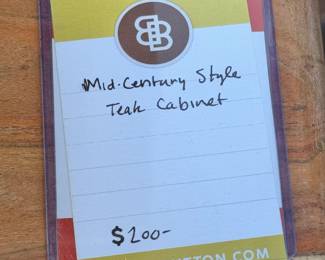 Mid-Century Style
Teak Cabinet
$200-